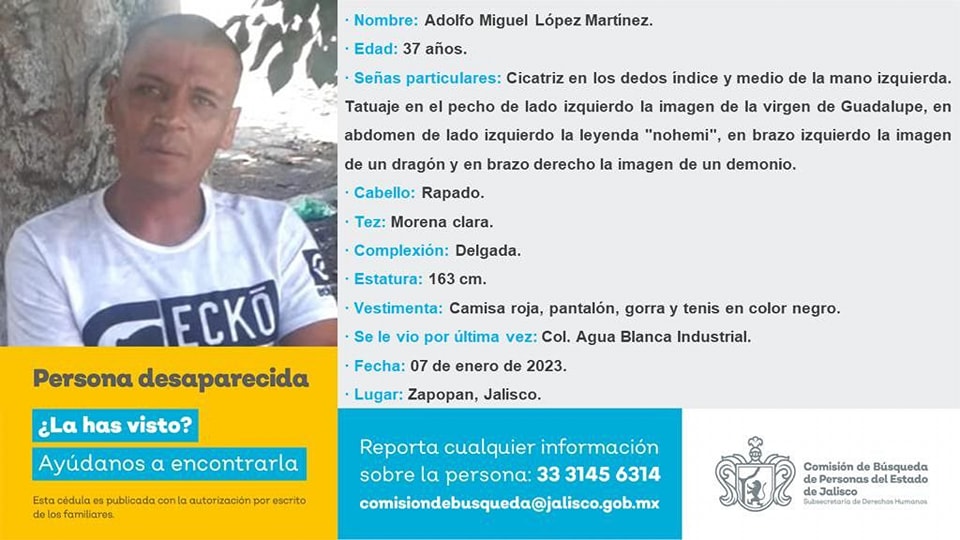 · Nombre: Adolfo Miguel López Martínez.
· Edad: 37 años.
· Señas particulares: Cicatriz en los dedos índice y medio de la mano izquierda.
Tatuaje en el pecho de lado izquierdo la imagen de la virgen de Guadalupe, en
abdomen de lado izquierdo la leyenda "nohemi", en brazo izquierdo la imagen
de un dragón y en brazo derecho la imagen de un demonio.
· Cabello: Rapado.
· Tez: Morena clara.
· Complexión: Delgada.
· Estatura: 163 cm.
· Vestimenta: Camisa roja, pantalón, gorra y tenis en color negro.
· Se le vio por última vez: Col. Agua Blanca Industrial.
· Fecha: 07 de enero de 2023.
· Lugar: Zapopan, Jalisco.
ECKÓ
Persona desaparecida
¿La has visto?
Ayúdanos a encontrarla
Esta cédula es publicada con la autorización por escrito
de los familiares.
Reporta cualquier información
sobre la persona: 33 3145 6314
comisiondebusqueda@jalisco.gob.mx
Comisión de Búsqueda
de Personas del Estado
de Jalisco
Subsecretaría de Derechos Humanos